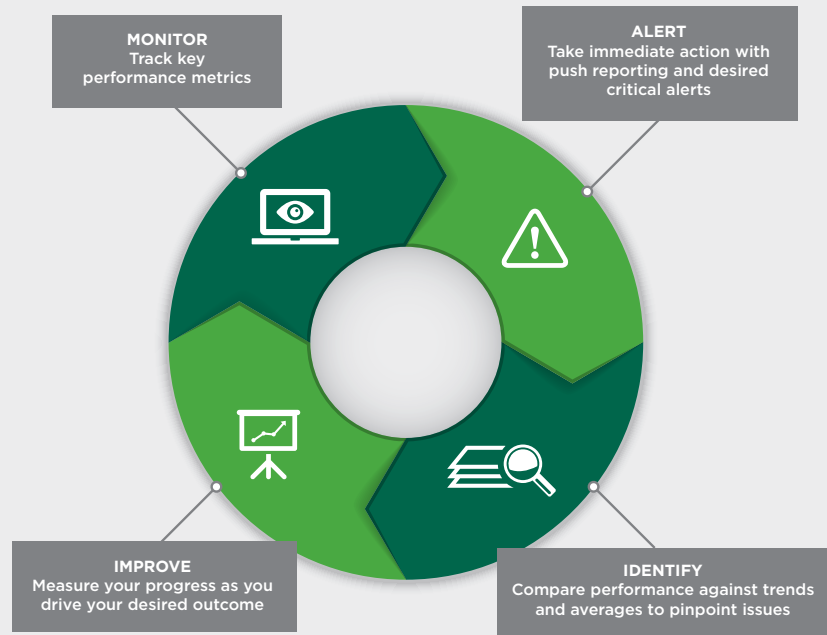 MONITOR
Track key
performance metrics
ALERT
Take immediate action with
push reporting and desired
critical alerts
IMPROVE
Measure your progress as you
drive your desired outcome
IDENTIFY
Compare performance against trends
and averages to pinpoint issues